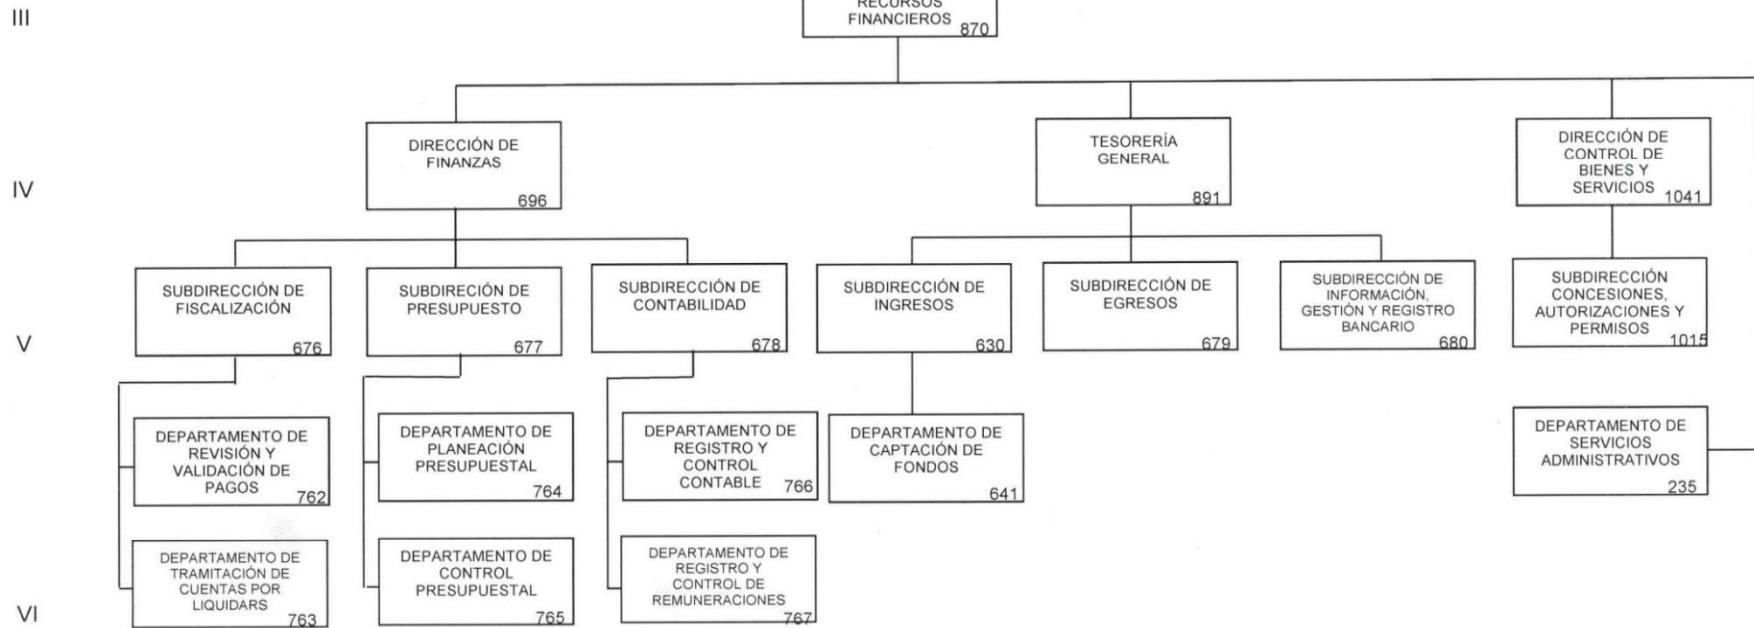 III
RECURSOS
FINANCIEROS
870
DIRECCIÓN DE
FINANZAS
696
TESORERÍA
GENERAL
891
DIRECCIÓN DE
CONTROL DE
BIENES Y
SERVICIOS
1041
IV
SUBDIRECCIÓN DE
FISCALIZACIÓN
676
SUBDIRECIÓN DE
PRESUPUESTO
677
SUBDIRECCIÓN DE
CONTABILIDAD
678
SUBDIRECCIÓN DE
INGRESOS
630
SUBDIRECCIÓN DE
EGRESOS
679
SUBDIRECCIÓN DE
INFORMACIÓN,
GESTIÓN Y REGISTRO
BANCARIO
680
SUBDIRECCIÓN
CONCESIONES,
AUTORIZACIONES Y
PERMISOS
1015
V
DEPARTAMENTO DE
REVISIÓN Y
VALIDACIÓN DE
PAGOS
762
DEPARTAMENTO DE
PLANEACIÓN
PRESUPUESTAL
764
DEPARTAMENTO DE
REGISTRO Y
CONTROL
CONTABLE
766
DEPARTAMENTO DE
CAPTACIÓN DE
FONDOS
641
DEPARTAMENTO DE
SERVICIOS
ADMINISTRATIVOS
235
DEPARTAMENTO DE
TRAMITACIÓN DE
CUENTAS POR
LIQUIDARS
763
DEPARTAMENTO DE
CONTROL
PRESUPUESTAL
765
DEPARTAMENTO DE
REGISTRO Y
CONTROL DE
REMUNERACIONES
767
VI